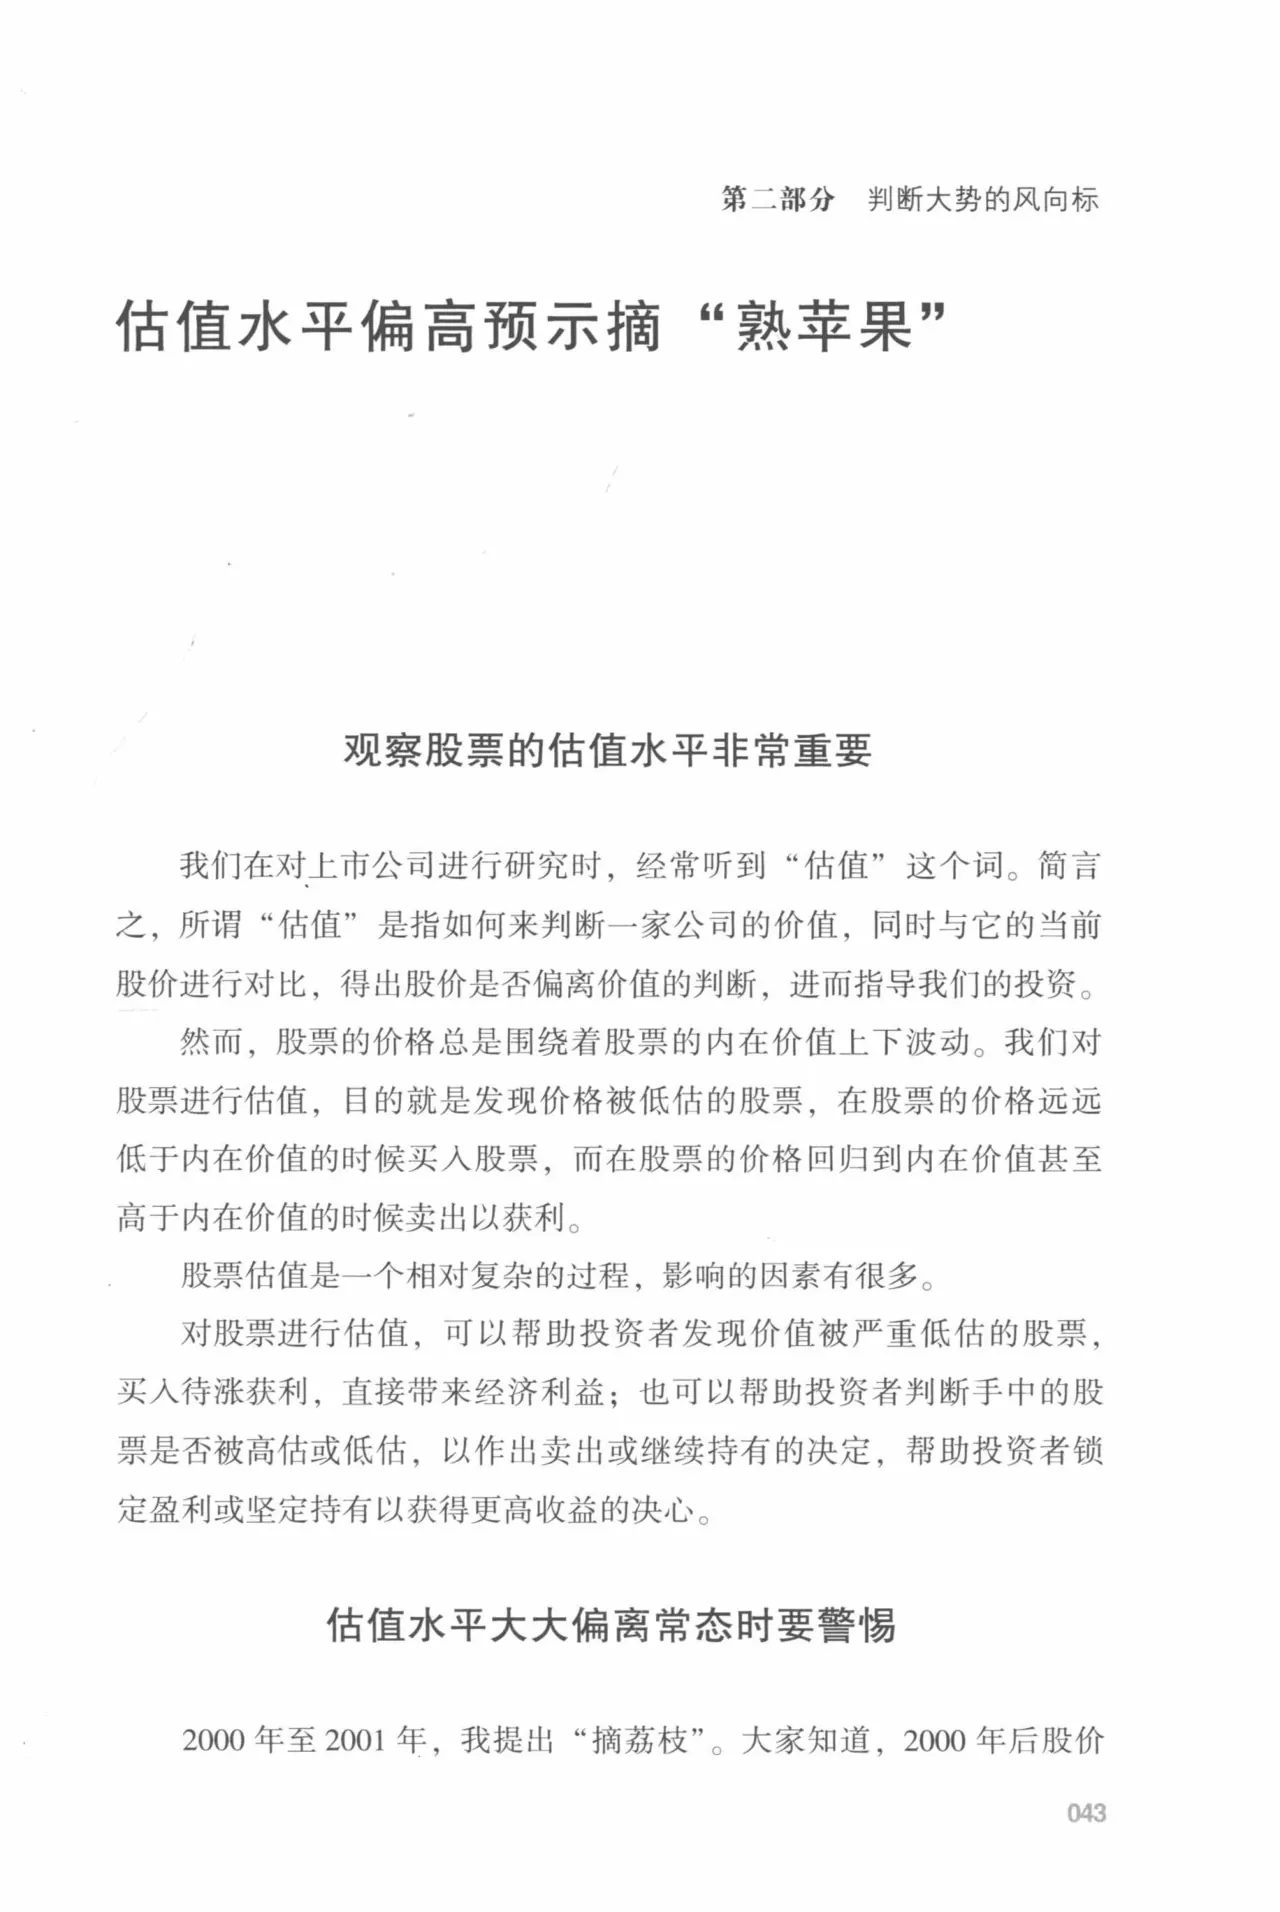 第二部分 判断大势的风向标
估值水平偏高预示摘“熟苹果”
观察股票的估值水平非常重要
我们在对上市公司进行研究时，经常听到“估值”这个词。简言
之，所谓“估值”是指如何来判断一家公司的价值，同时与它的当前
股价进行对比，得出股价是否偏离价值的判断，进而指导我们的投资。
然而，股票的价格总是围绕着股票的内在价值上下波动。我们对
股票进行估值，目的就是发现价格被低估的股票，在股票的价格远远
低于内在价值的时候买入股票，而在股票的价格回归到内在价值甚至
高于内在价值的时候卖出以获利。
股票估值是一个相对复杂的过程，影响的因素有很多。
对股票进行估值，可以帮助投资者发现价值被严重低估的股票，
买入待涨获利，直接带来经济利益；也可以帮助投资者判断手中的股
票是否被高估或低估，以作出卖出或继续持有的决定，帮助投资者锁
定盈利或坚定持有以获得更高收益的决心。
估值水平大大偏离常态时要警惕
2000 年至 2001 年，我提出“摘荔枝”。大家知道，2000 年后股价
043